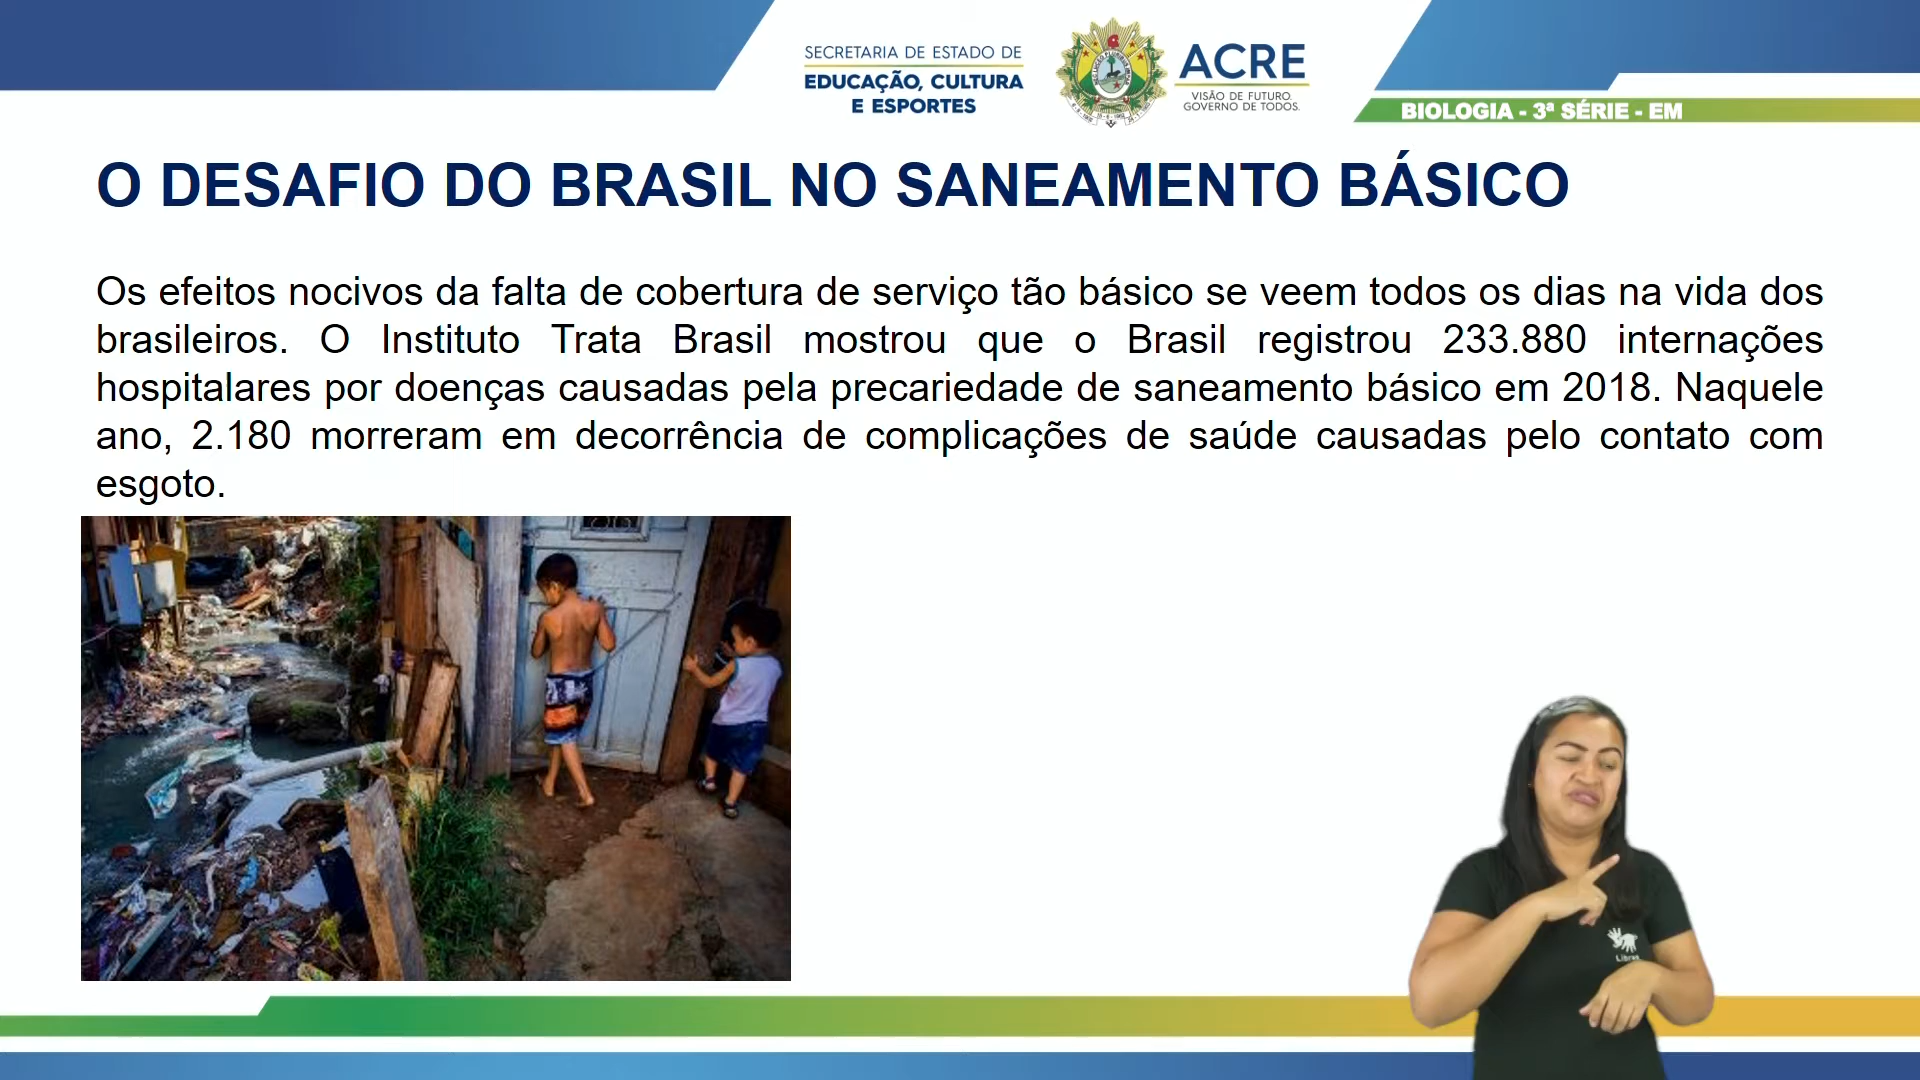 SECRETARIA DE ESTADO DE
EDUCAÇÃO, CULTURA
E ESPORTES
ACRE
VISÃO DE FUTURO.
GOVERNO DE TODOS.
BIOLOGIA - 3ª SÉRIE - EM
O DESAFIO DO BRASIL NO SANEAMENTO BÁSICO
Os efeitos nocivos da falta de cobertura de serviço tão básico se veem todos os dias na vida dos
brasileiros. O Instituto Trata Brasil mostrou que o Brasil registrou 233.880 internações
hospitalares por doenças causadas pela precariedade de saneamento básico em 2018. Naquele
ano, 2.180 morreram em decorrência de complicações de saúde causadas pelo contato com
esgoto.
Libras